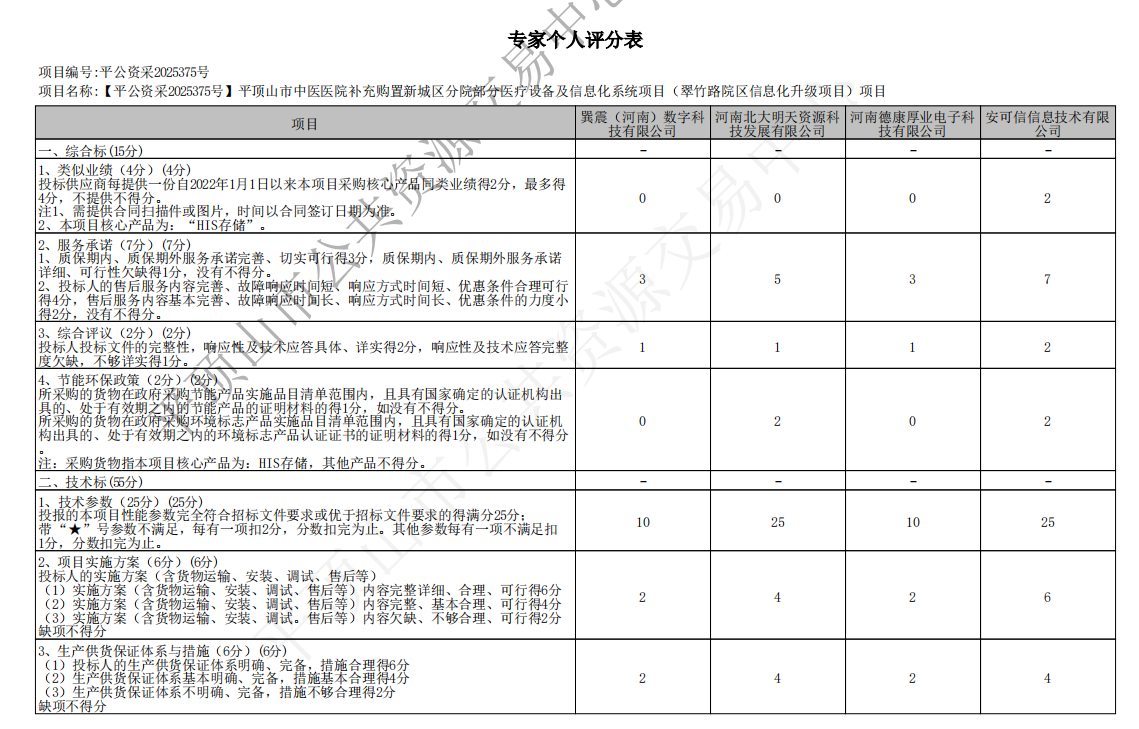 专家个人评分表
项目编号:平公资采2025375号
项目名称:【平公资采2025375号】平顶山市中医医院补充购置新城区分院部分医疗设备及信息化系统项目（翠竹路院区信息化升级项目）项目
项目
巽震（河南）数字科
技有限公司
河南北大明天资源科
技发展有限公司
河南德康厚业电子科
技有限公司
安可信信息技术有限
公司
一、综合标(15分)
-
-
-
-
1、类似业绩（4分）(4分)
投标供应商每提供一份自2022年1月1日以来本项目采购核心产品同类业绩得2分，最多得
4分，不提供不得分。
注1、需提供合同扫描件或图片，时间以合同签订日期为准。
2、本项目核心产品为：“HIS存储”。
0
0
0
2
2、服务承诺（7分）(7分)
1、质保期内、质保期外服务承诺完善、切实可行得3分，质保期内、质保期外服务承诺
详细、可行性欠缺得1分，没有不得分。
2、投标人的售后服务内容完善、故障响应时间短、响应方式时间短、优惠条件合理可行
得4分，售后服务内容基本完善、故障响应时间长、响应方式时间长、优惠条件的力度小
得2分，没有不得分。
3
5
3
7
3、综合评议（2分）(2分)
投标人投标文件的完整性，响应性及技术应答具体、详实得2分，响应性及技术应答完整
度欠缺，不够详实得1分。
1
1
1
2
4、节能环保政策（2分）(2分)
所采购的货物在政府采购节能产品实施品目清单范围内，且具有国家确定的认证机构出
具的、处于有效期之内的节能产品的证明材料的得1分，如没有不得分。
所采购的货物在政府采购环境标志产品实施品目清单范围内，且具有国家确定的认证机
构出具的、处于有效期之内的环境标志产品认证证书的证明材料的得1分，如没有不得分
。
注：采购货物指本项目核心产品为：HIS存储，其他产品不得分。
0
2
0
2
二、技术标(55分)
-
-
-
-
1、技术参数（25分）(25分)
投报的本项目性能参数完全符合招标文件要求或优于招标文件要求的得满分25分；
带“★”号参数不满足，每有一项扣2分，分数扣完为止。其他参数每有一项不满足扣
1分，分数扣完为止。
10
25
10
25
2、项目实施方案（6分）(6分)
投标人的实施方案（含货物运输、安装、调试、售后等）
（1）实施方案（含货物运输、安装、调试、售后等）内容完整详细、合理、可行得6分
（2）实施方案（含货物运输、安装、调试、售后等）内容完整、基本合理、可行得4分
（3）实施方案（含货物运输、安装、调试。售后等）内容欠缺、不够合理、可行得2分
缺项不得分
2
4
2
6
3、生产供货保证体系与措施（6分）(6分)
（1）投标人的生产供货保证体系明确、完备，措施合理得6分
（2）生产供货保证体系基本明确、完备，措施基本合理得4分
（3）生产供货保证体系不明确、完备，措施不够合理得2分
缺项不得分
2
4
2
4
平顶山市公共资源交易中心
平顶山市公共资源交易中心